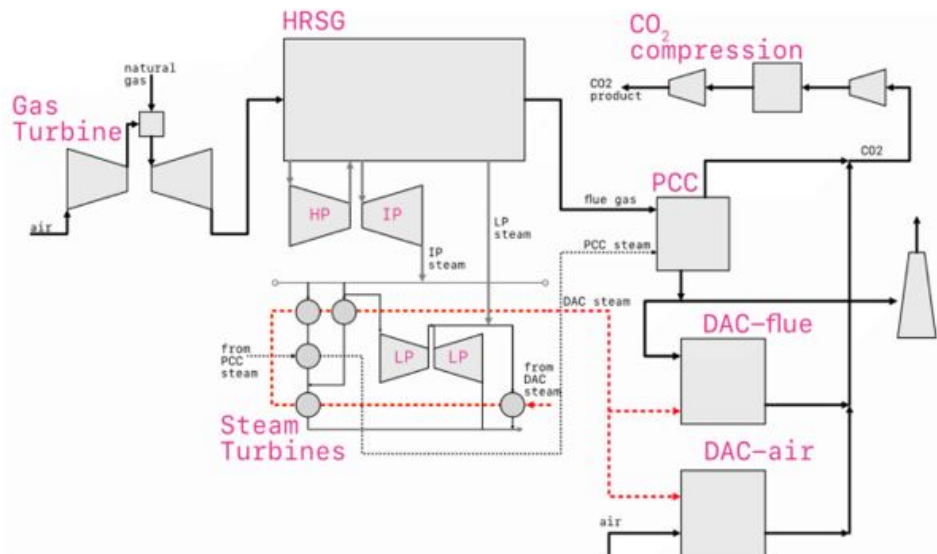 HRSG
CO₂
compression
natural
gas
Gas
Turbine
CO2
product
CO2
PCC
flue gas
HP
IP
LP
steam
IP
steam
PCC steam
air
DAC steam
DAC-flue
from
PCC
steam
LP
LP
from
DAC
steam
Steam
Turbines
DAC-air
air